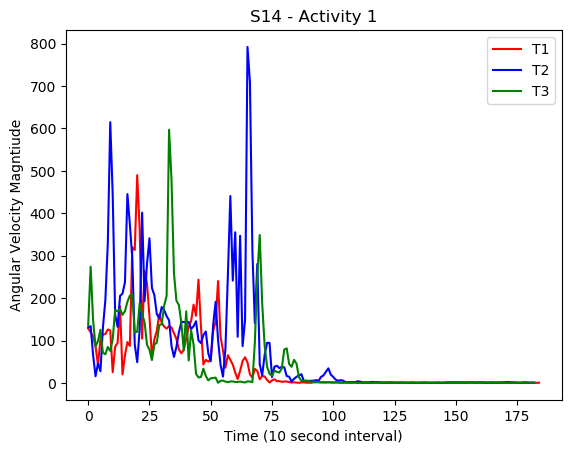 S14 - Activity 1
T1
T2
T3
Angular Velocity Magntiude
800
700
600
500
400
300
200
100
0
0 25 50 75 100 125 150 175
Time (10 second interval)